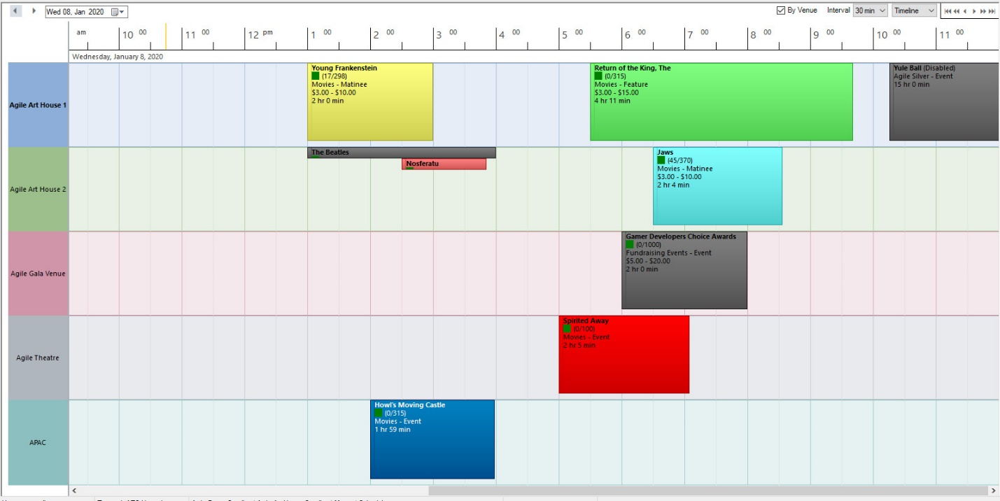 Wed 08, Jan 2020
By Venue Interval 30 min Timeline
am 10 00 11 00 12 pm 1 00 2 00 3 00 4 00 5 00 6 00 7 00 8 00 9 00 10 00 11 00
Wednesday, January 8, 2020
Agile Art House 1
Young Frankenstein
(17/298)
Movies - Matinee
$3.00 - $10.00
2 hr 0 min
Return of the King, The
(0/315)
Movies - Feature
$3.00 - $15.00
4 hr 11 min
Yule Ball (Disabled)
Agile Silver - Event
15 hr 0 min
Agile Art House 2
The Beatles
Nosferatu
Jaws
(45/370)
Movies - Matinee
$3.00 - $10.00
2 hr 4 min
Agile Gala Venue
Gamer Developers Choice Awards
(0/1000)
Fundraising Events - Event
$5.00 - $20.00
2 hr 0 min
Agile Theatre
Spirited Away
(0/100)
Movies - Event
2 hr 5 min
APAC
Howl's Moving Castle
(0/315)
Movies - Event
1 hr 59 min